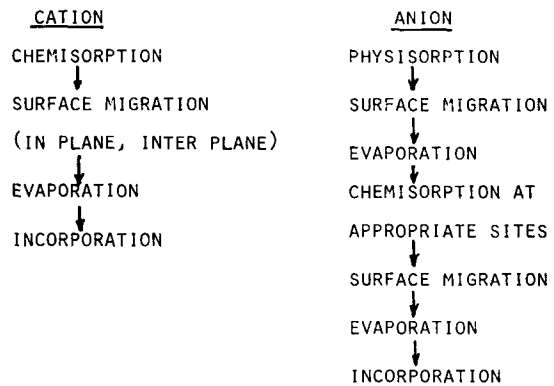 CATION
CHEMISORPTION
SURFACE MIGRATION
(IN PLANE, INTER PLANE)
EVAPORATION
INCORPORATION
ANION
PHYSISORPTION
SURFACE MIGRATION
EVAPORATION
CHEMISORPTION AT
APPROPRIATE SITES
SURFACE MIGRATION
EVAPORATION
INCORPORATION